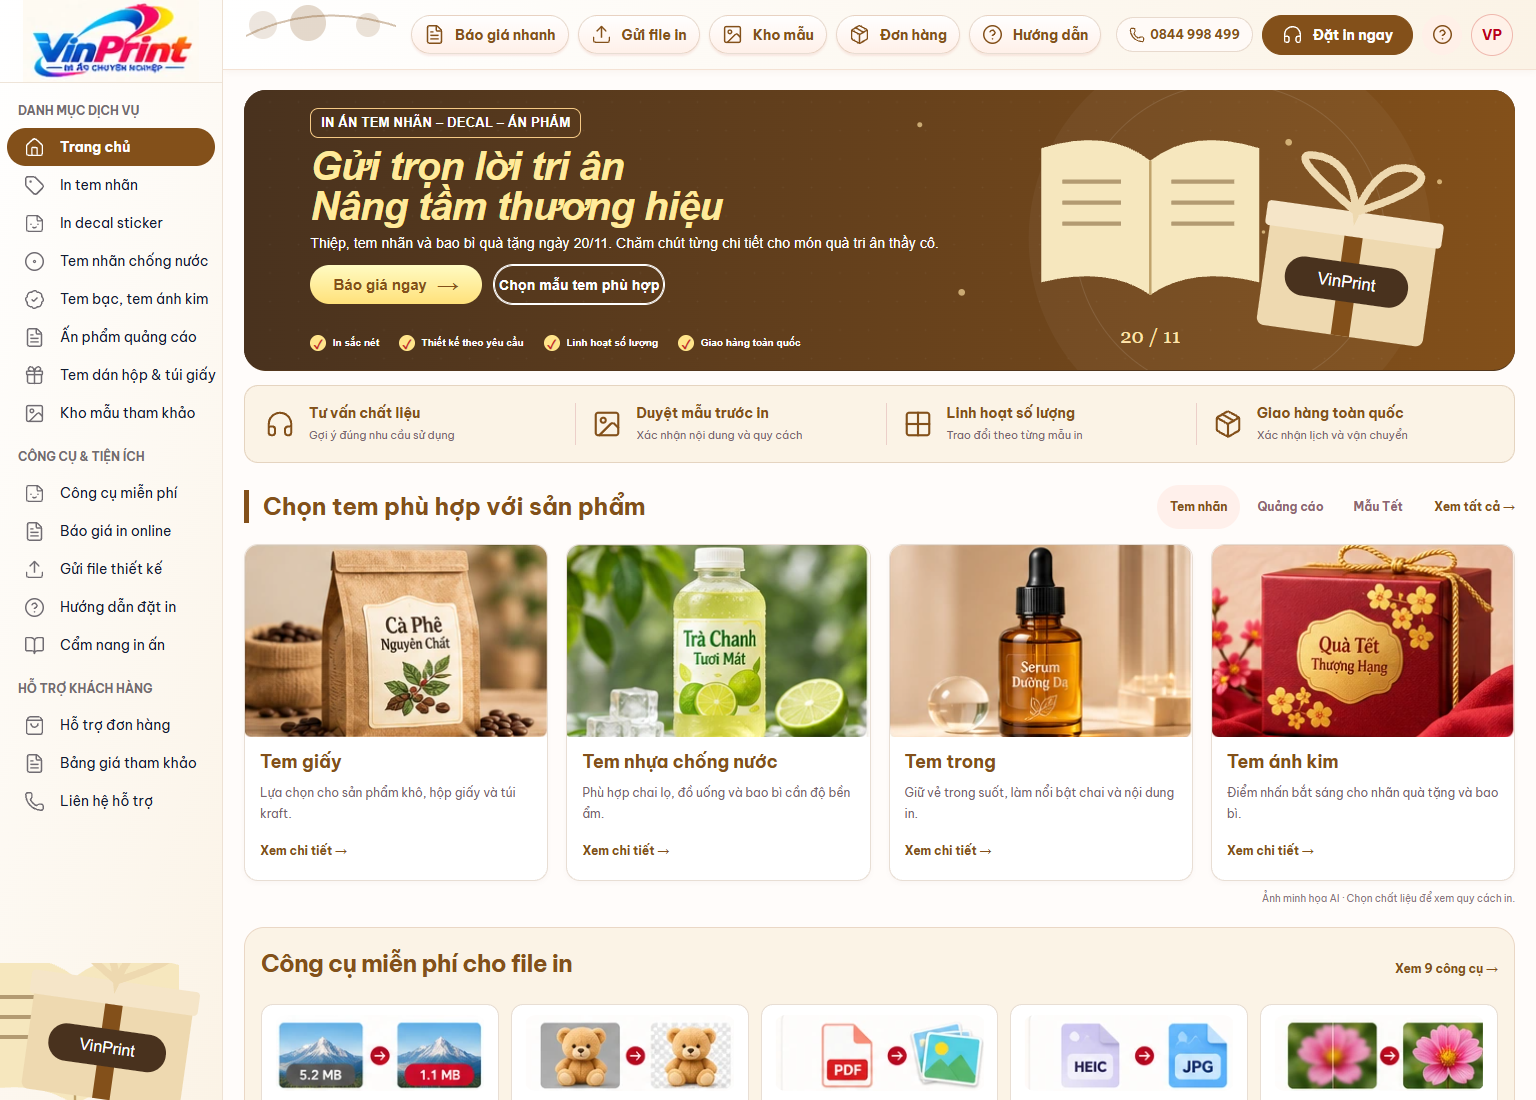 VinPrint
IN ẤN CHUYÊN NGHIỆP
Báo giá nhanh
Gửi file in
Kho mẫu
Đơn hàng
Hướng dẫn
0844 998 499
Đặt in ngay
VP
DANH MỤC DỊCH VỤ
Trang chủ
In tem nhãn
In decal sticker
Tem nhãn chống nước
Tem bạc, tem ánh kim
Ấn phẩm quảng cáo
Tem dán hộp & túi giấy
Kho mẫu tham khảo
CÔNG CỤ & TIỆN ÍCH
Công cụ miễn phí
Báo giá in online
Gửi file thiết kế
Hướng dẫn đặt in
Cẩm nang in ấn
HỖ TRỢ KHÁCH HÀNG
Hỗ trợ đơn hàng
Bảng giá tham khảo
Liên hệ hỗ trợ
VinPrint
IN ẤN TEM NHÃN – DECAL – ẤN PHẨM
Gửi trọn lời tri ân
Nâng tầm thương hiệu
Thiệp, tem nhãn và bao bì quà tặng ngày 20/11. Chăm chút từng chi tiết cho món quà tri ân thầy cô.
Báo giá ngay →
Chọn mẫu tem phù hợp
In sắc nét
Thiết kế theo yêu cầu
Linh hoạt số lượng
Giao hàng toàn quốc
VinPrint
20 / 11
Tư vấn chất liệu
Gợi ý đúng nhu cầu sử dụng
Duyệt mẫu trước in
Xác nhận nội dung và quy cách
Linh hoạt số lượng
Trao đổi theo từng mẫu in
Giao hàng toàn quốc
Xác nhận lịch và vận chuyển
Chọn tem phù hợp với sản phẩm
Tem nhãn
Quảng cáo
Mẫu Tết
Xem tất cả →
Cà Phê
Nguyên Chất
Trà Chanh
Tươi Mát
Serum
Dưỡng Da
Quà Tết
Thượng Hạng
Tem giấy
Lựa chọn cho sản phẩm khô, hộp giấy và túi
kraft.
Xem chi tiết →
Tem nhựa chống nước
Phù hợp chai lọ, đồ uống và bao bì cần độ bền
ẩm.
Xem chi tiết →
Tem trong
Giữ vẻ trong suốt, làm nổi bật chai và nội dung
in.
Xem chi tiết →
Tem ánh kim
Điểm nhấn bắt sáng cho nhãn quà tặng và bao
bì.
Xem chi tiết →
Ảnh minh họa AI · Chọn chất liệu để xem quy cách in.
Công cụ miễn phí cho file in
Xem 9 công cụ →
5.2 MB
1.1 MB
PDF
HEIC
JPG